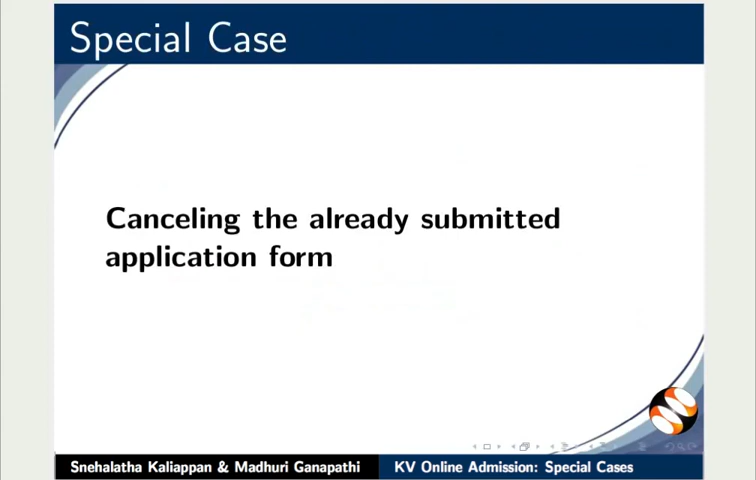 Special Case
Canceling the already submitted
application form
Snehalatha Kaliappan & Madhuri Ganapathi KV Online Admission: Special Cases